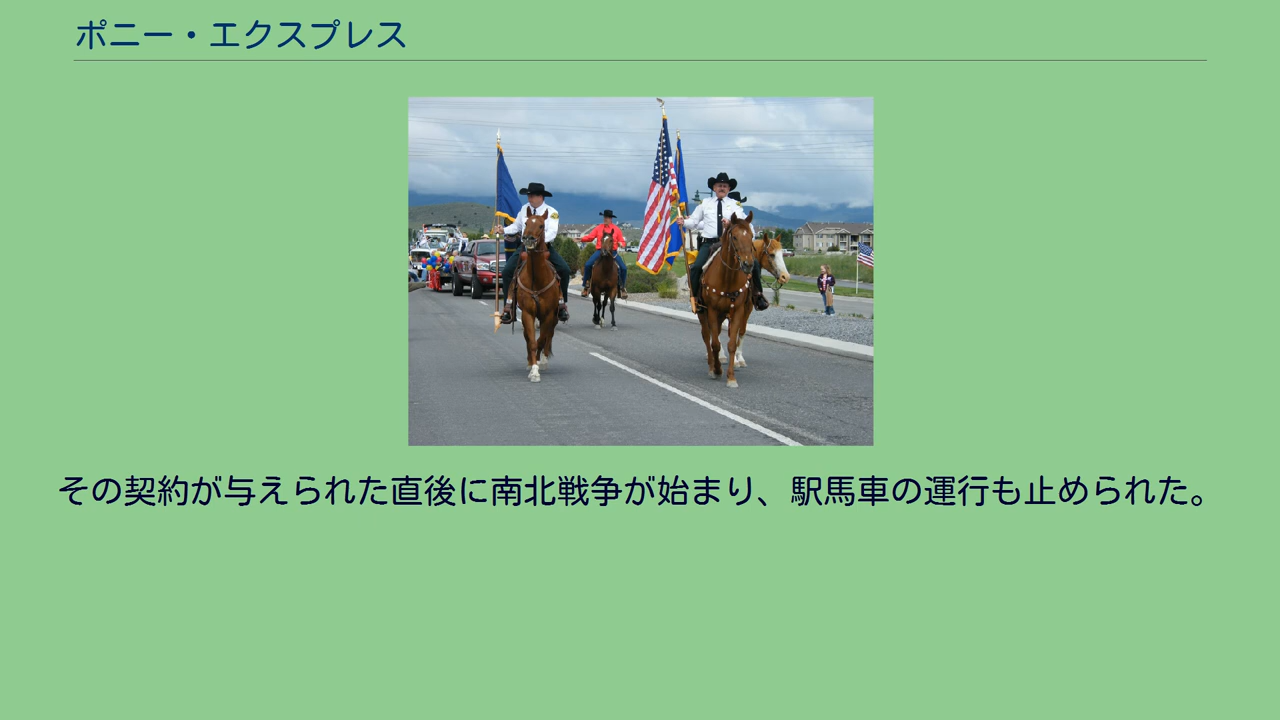 ポニー・エクスプレス
その契約が与えられた直後に南北戦争が始まり、駅馬車の運行も止められた。